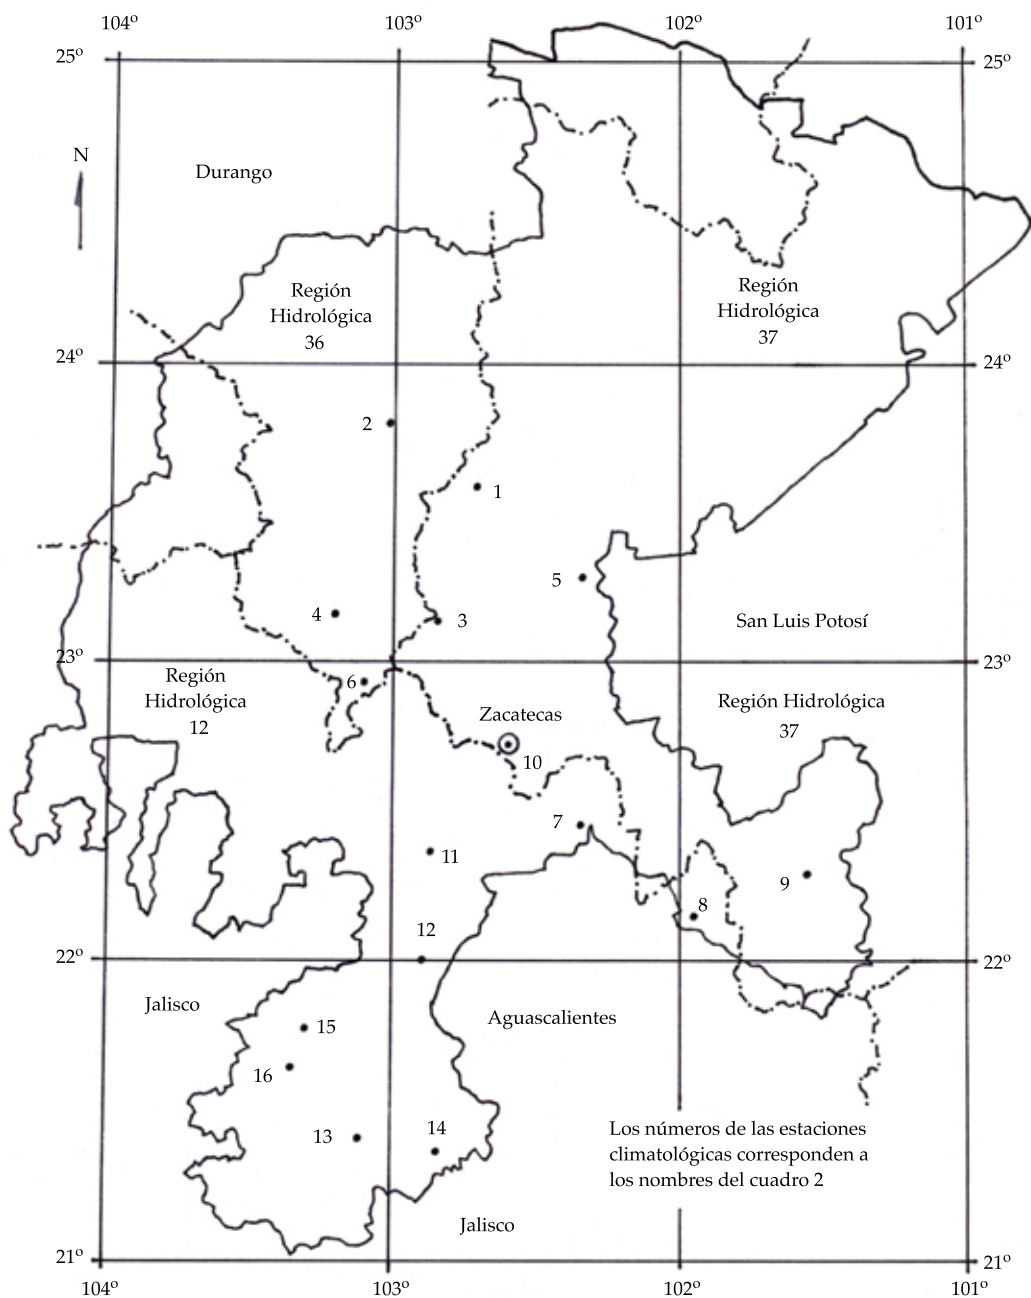 104º
103º
102º
101º
25º
25º
N
Durango
Región
Hidrológica
36
Región
Hidrológica
37
24º
24º
2
1
5
4
3
San Luis Potosí
23º
23º
Región
Hidrológica
12
6
Región Hidrológica
37
Zacatecas
10
7
11
9
8
12
22º
22º
Jalisco
15
Aguascalientes
16
13
14
Los números de las estaciones
climatológicas corresponden a
los nombres del cuadro 2
Jalisco
21º
21º
104º
103º
102º
101º